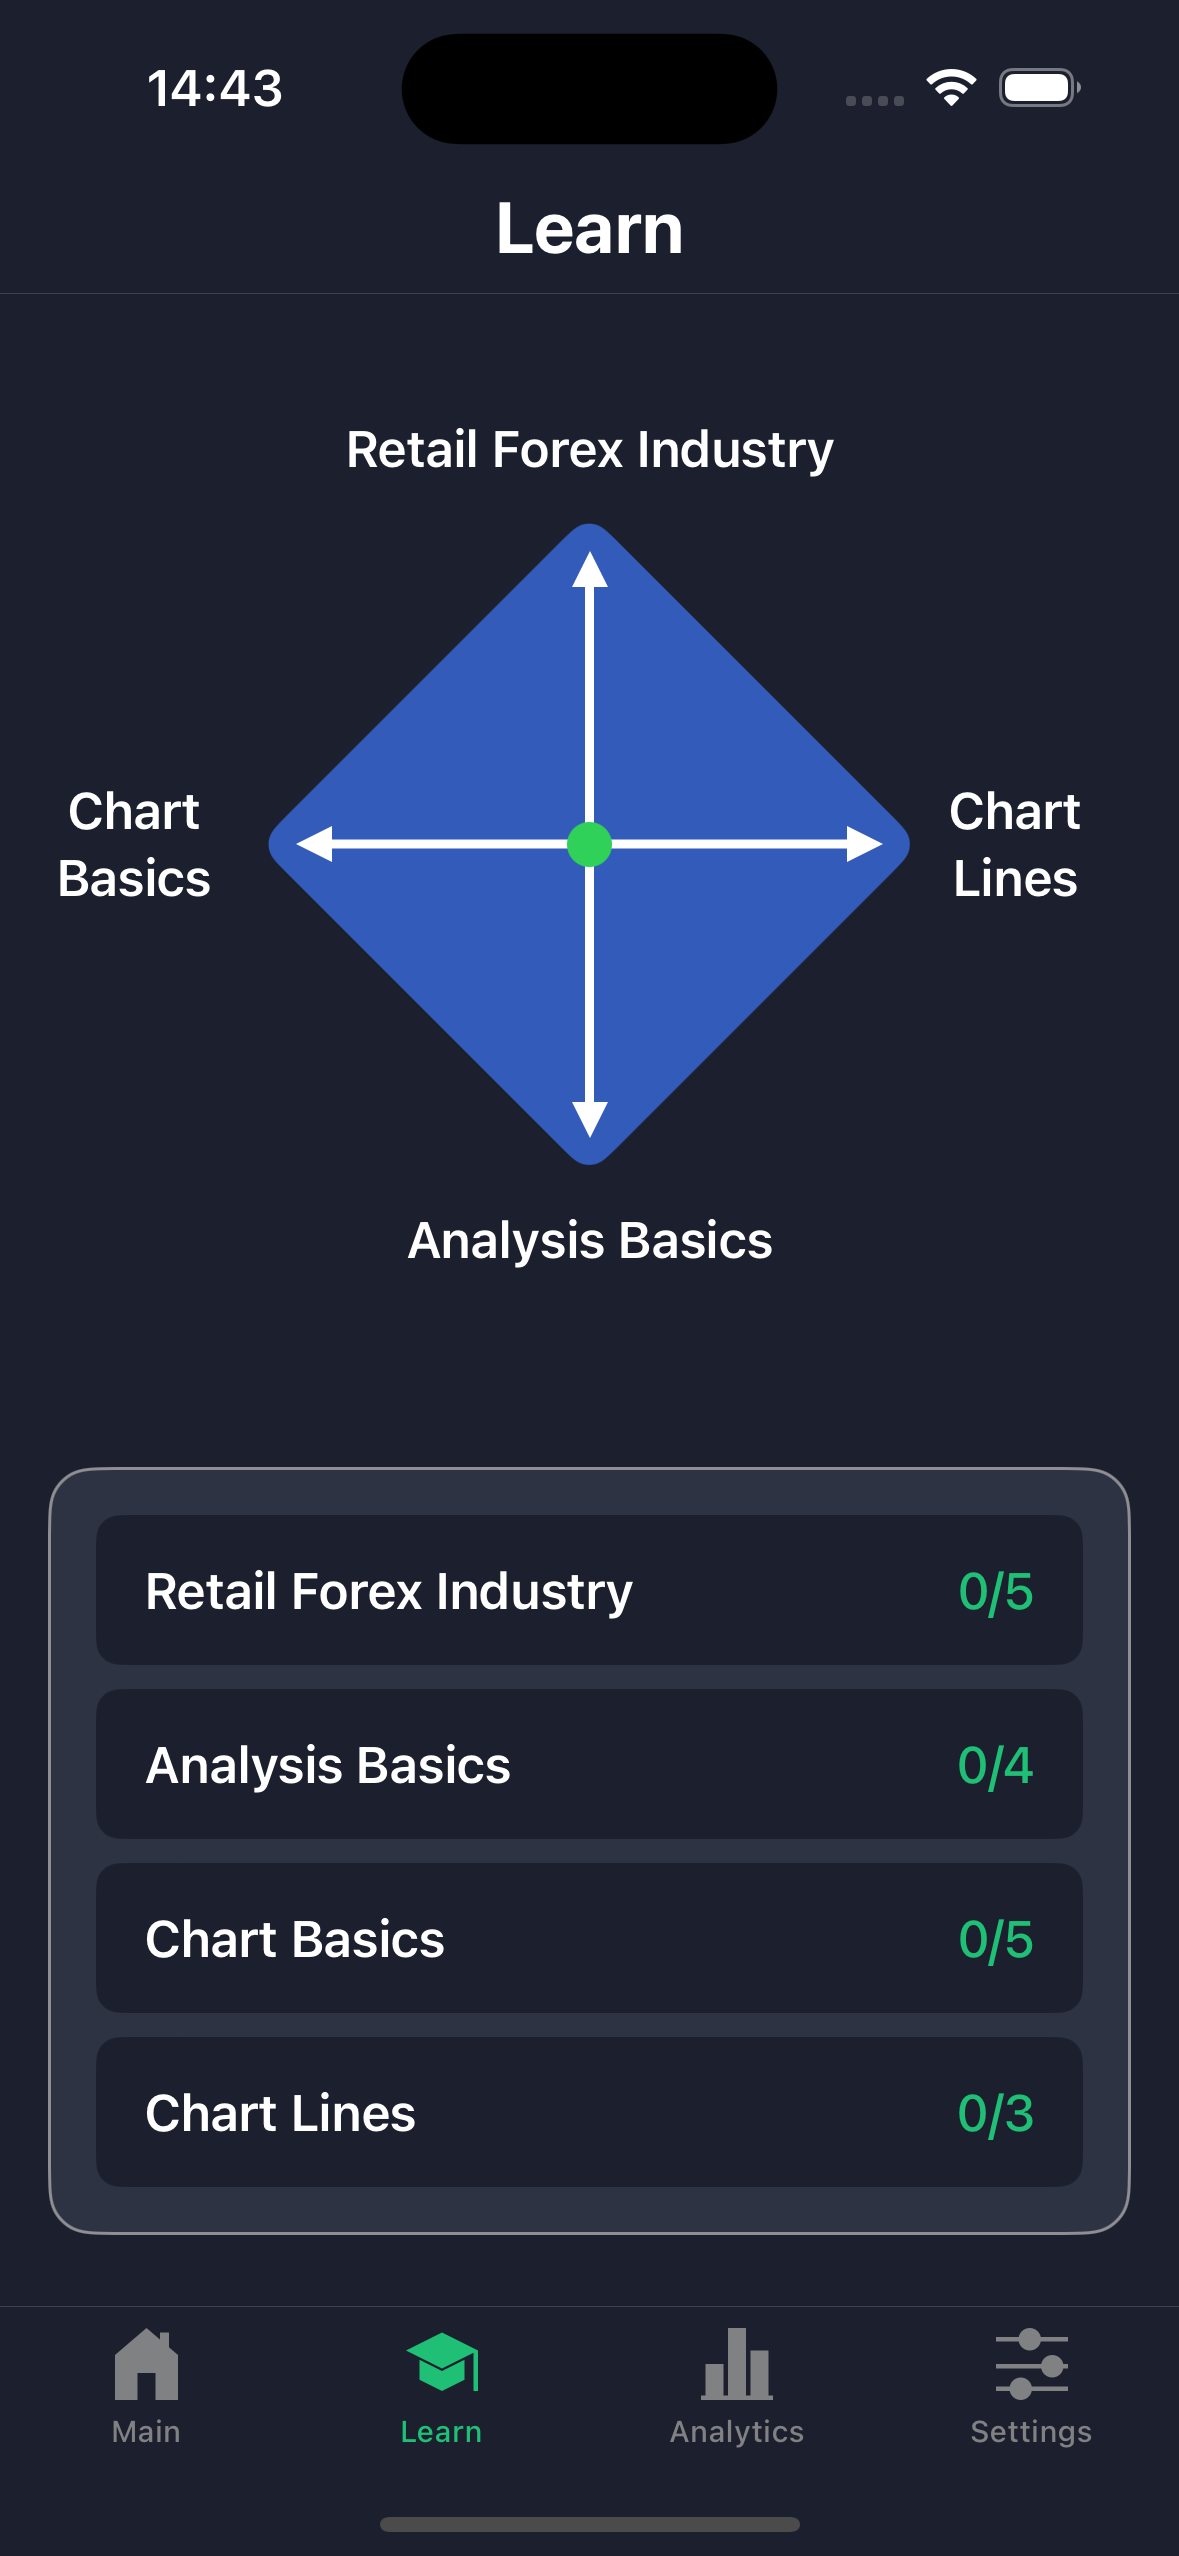 14:43
Learn
Retail Forex Industry
Chart
Basics
Chart
Lines
Analysis Basics
Retail Forex Industry 0/5
Analysis Basics 0/4
Chart Basics 0/5
Chart Lines 0/3
Main Learn Analytics Settings